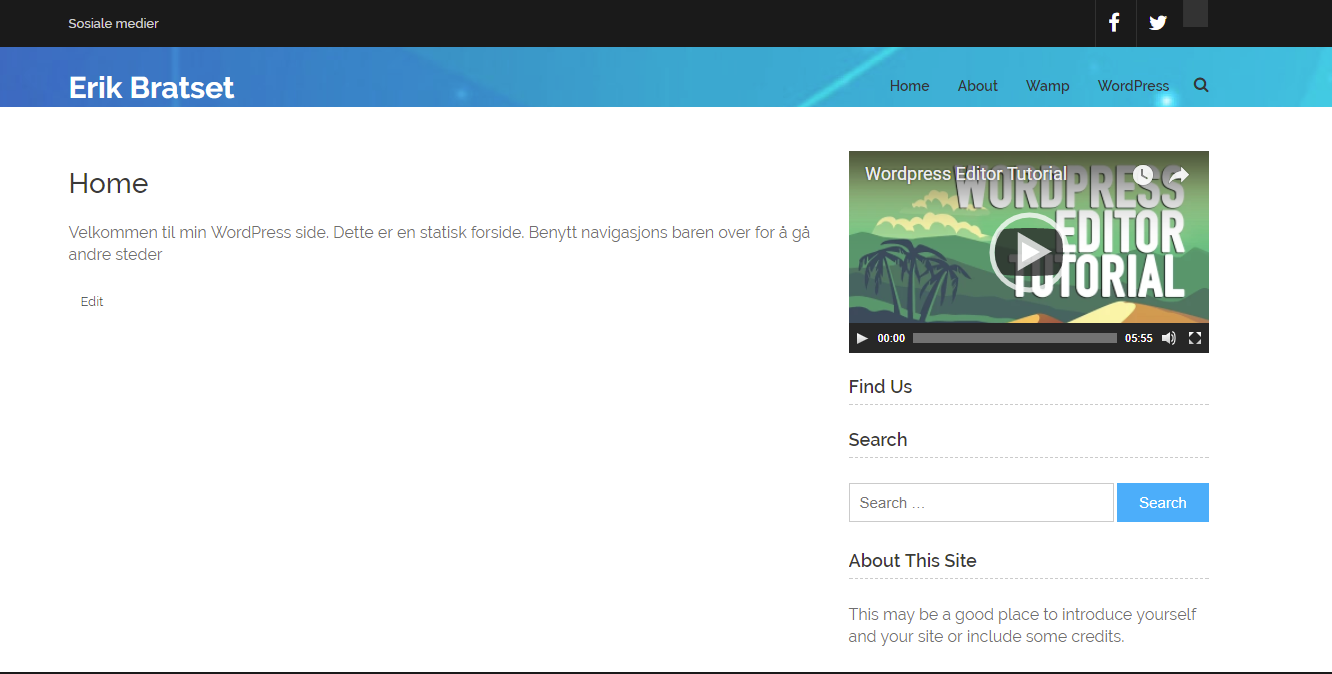 Sosiale medier
Erik Bratset
Home About Wamp WordPress
Home
Velkommen til min WordPress side. Dette er en statisk forside. Benytt navigasjons baren over for å gå
andre steder
Edit
Wordpress Editor Tutorial
WORDPRESS
EDITOR
TUTORIAL
00:00 05:55
Find Us
Search
Search … Search
About This Site
This may be a good place to introduce yourself
and your site or include some credits.